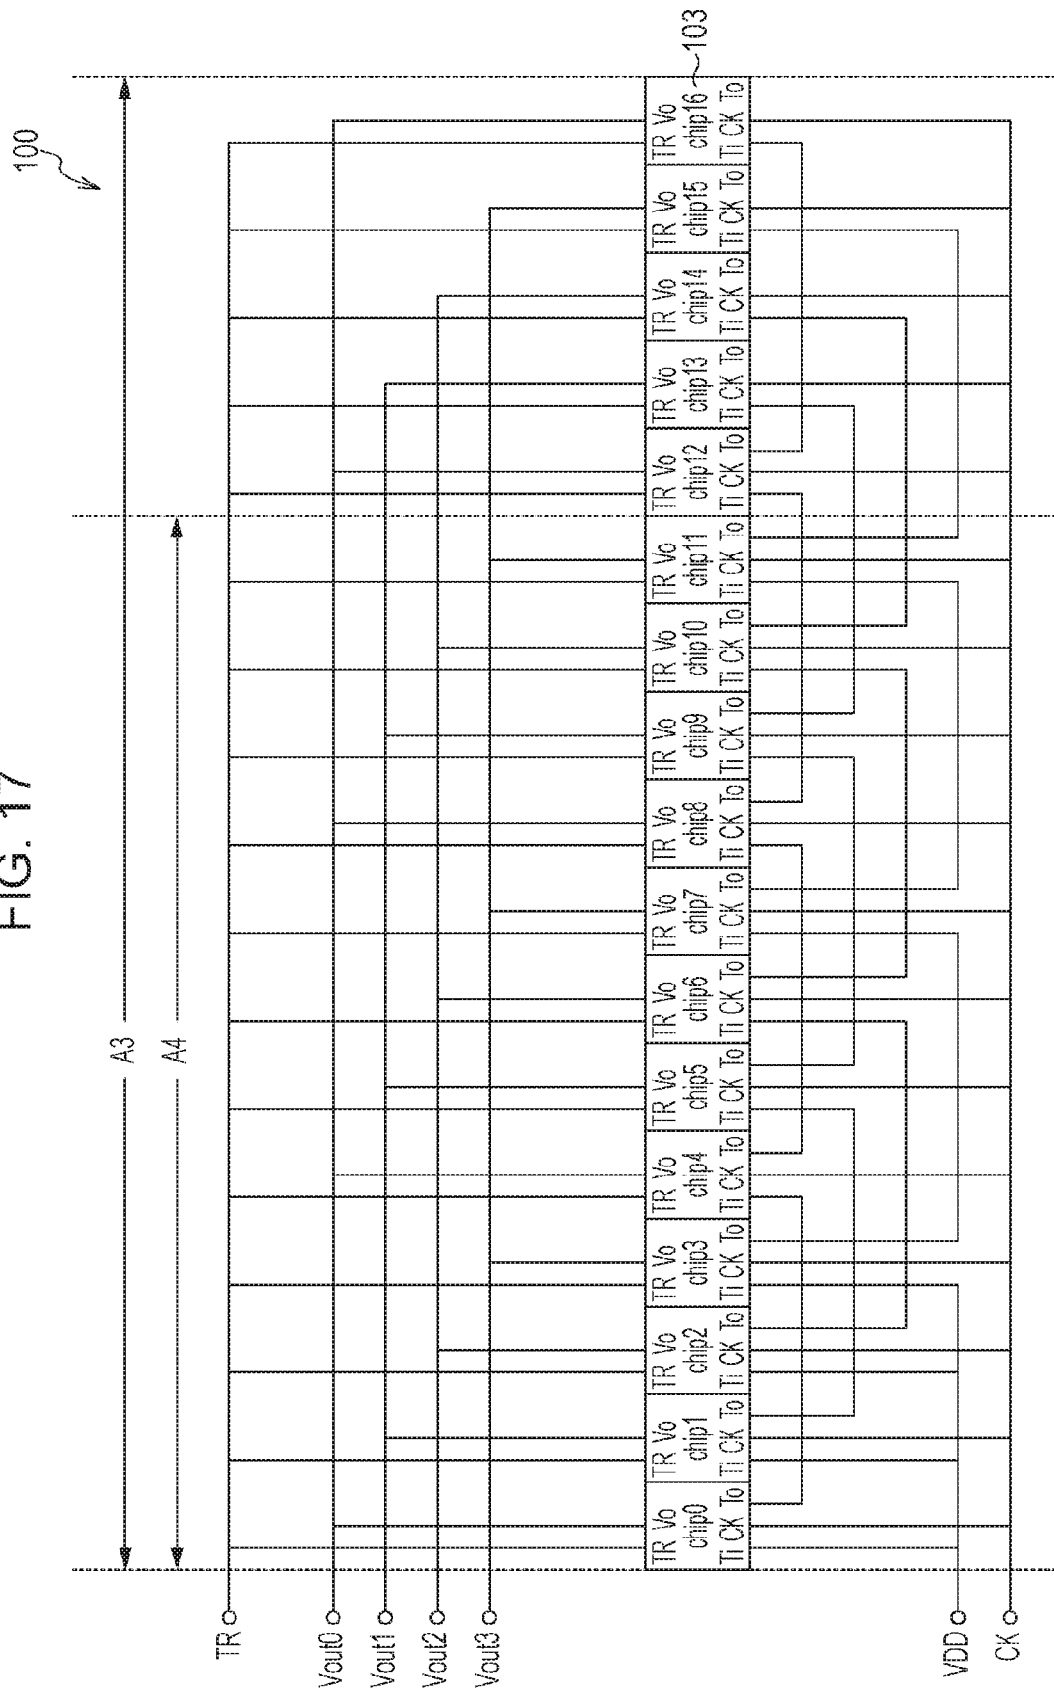 FIG. 17
100
A3
A4
TR
Vout0
Vout1
Vout2
Vout3
VDD
CK
103
TR Vo
chip0
Ti CK To
TR Vo
chip1
Ti CK To
TR Vo
chip2
Ti CK To
TR Vo
chip3
Ti CK To
TR Vo
chip4
Ti CK To
TR Vo
chip5
Ti CK To
TR Vo
chip6
Ti CK To
TR Vo
chip7
Ti CK To
TR Vo
chip8
Ti CK To
TR Vo
chip9
Ti CK To
TR Vo
chip10
Ti CK To
TR Vo
chip11
Ti CK To
TR Vo
chip12
Ti CK To
TR Vo
chip13
Ti CK To
TR Vo
chip14
Ti CK To
TR Vo
chip15
Ti CK To
TR Vo
chip16
Ti CK To